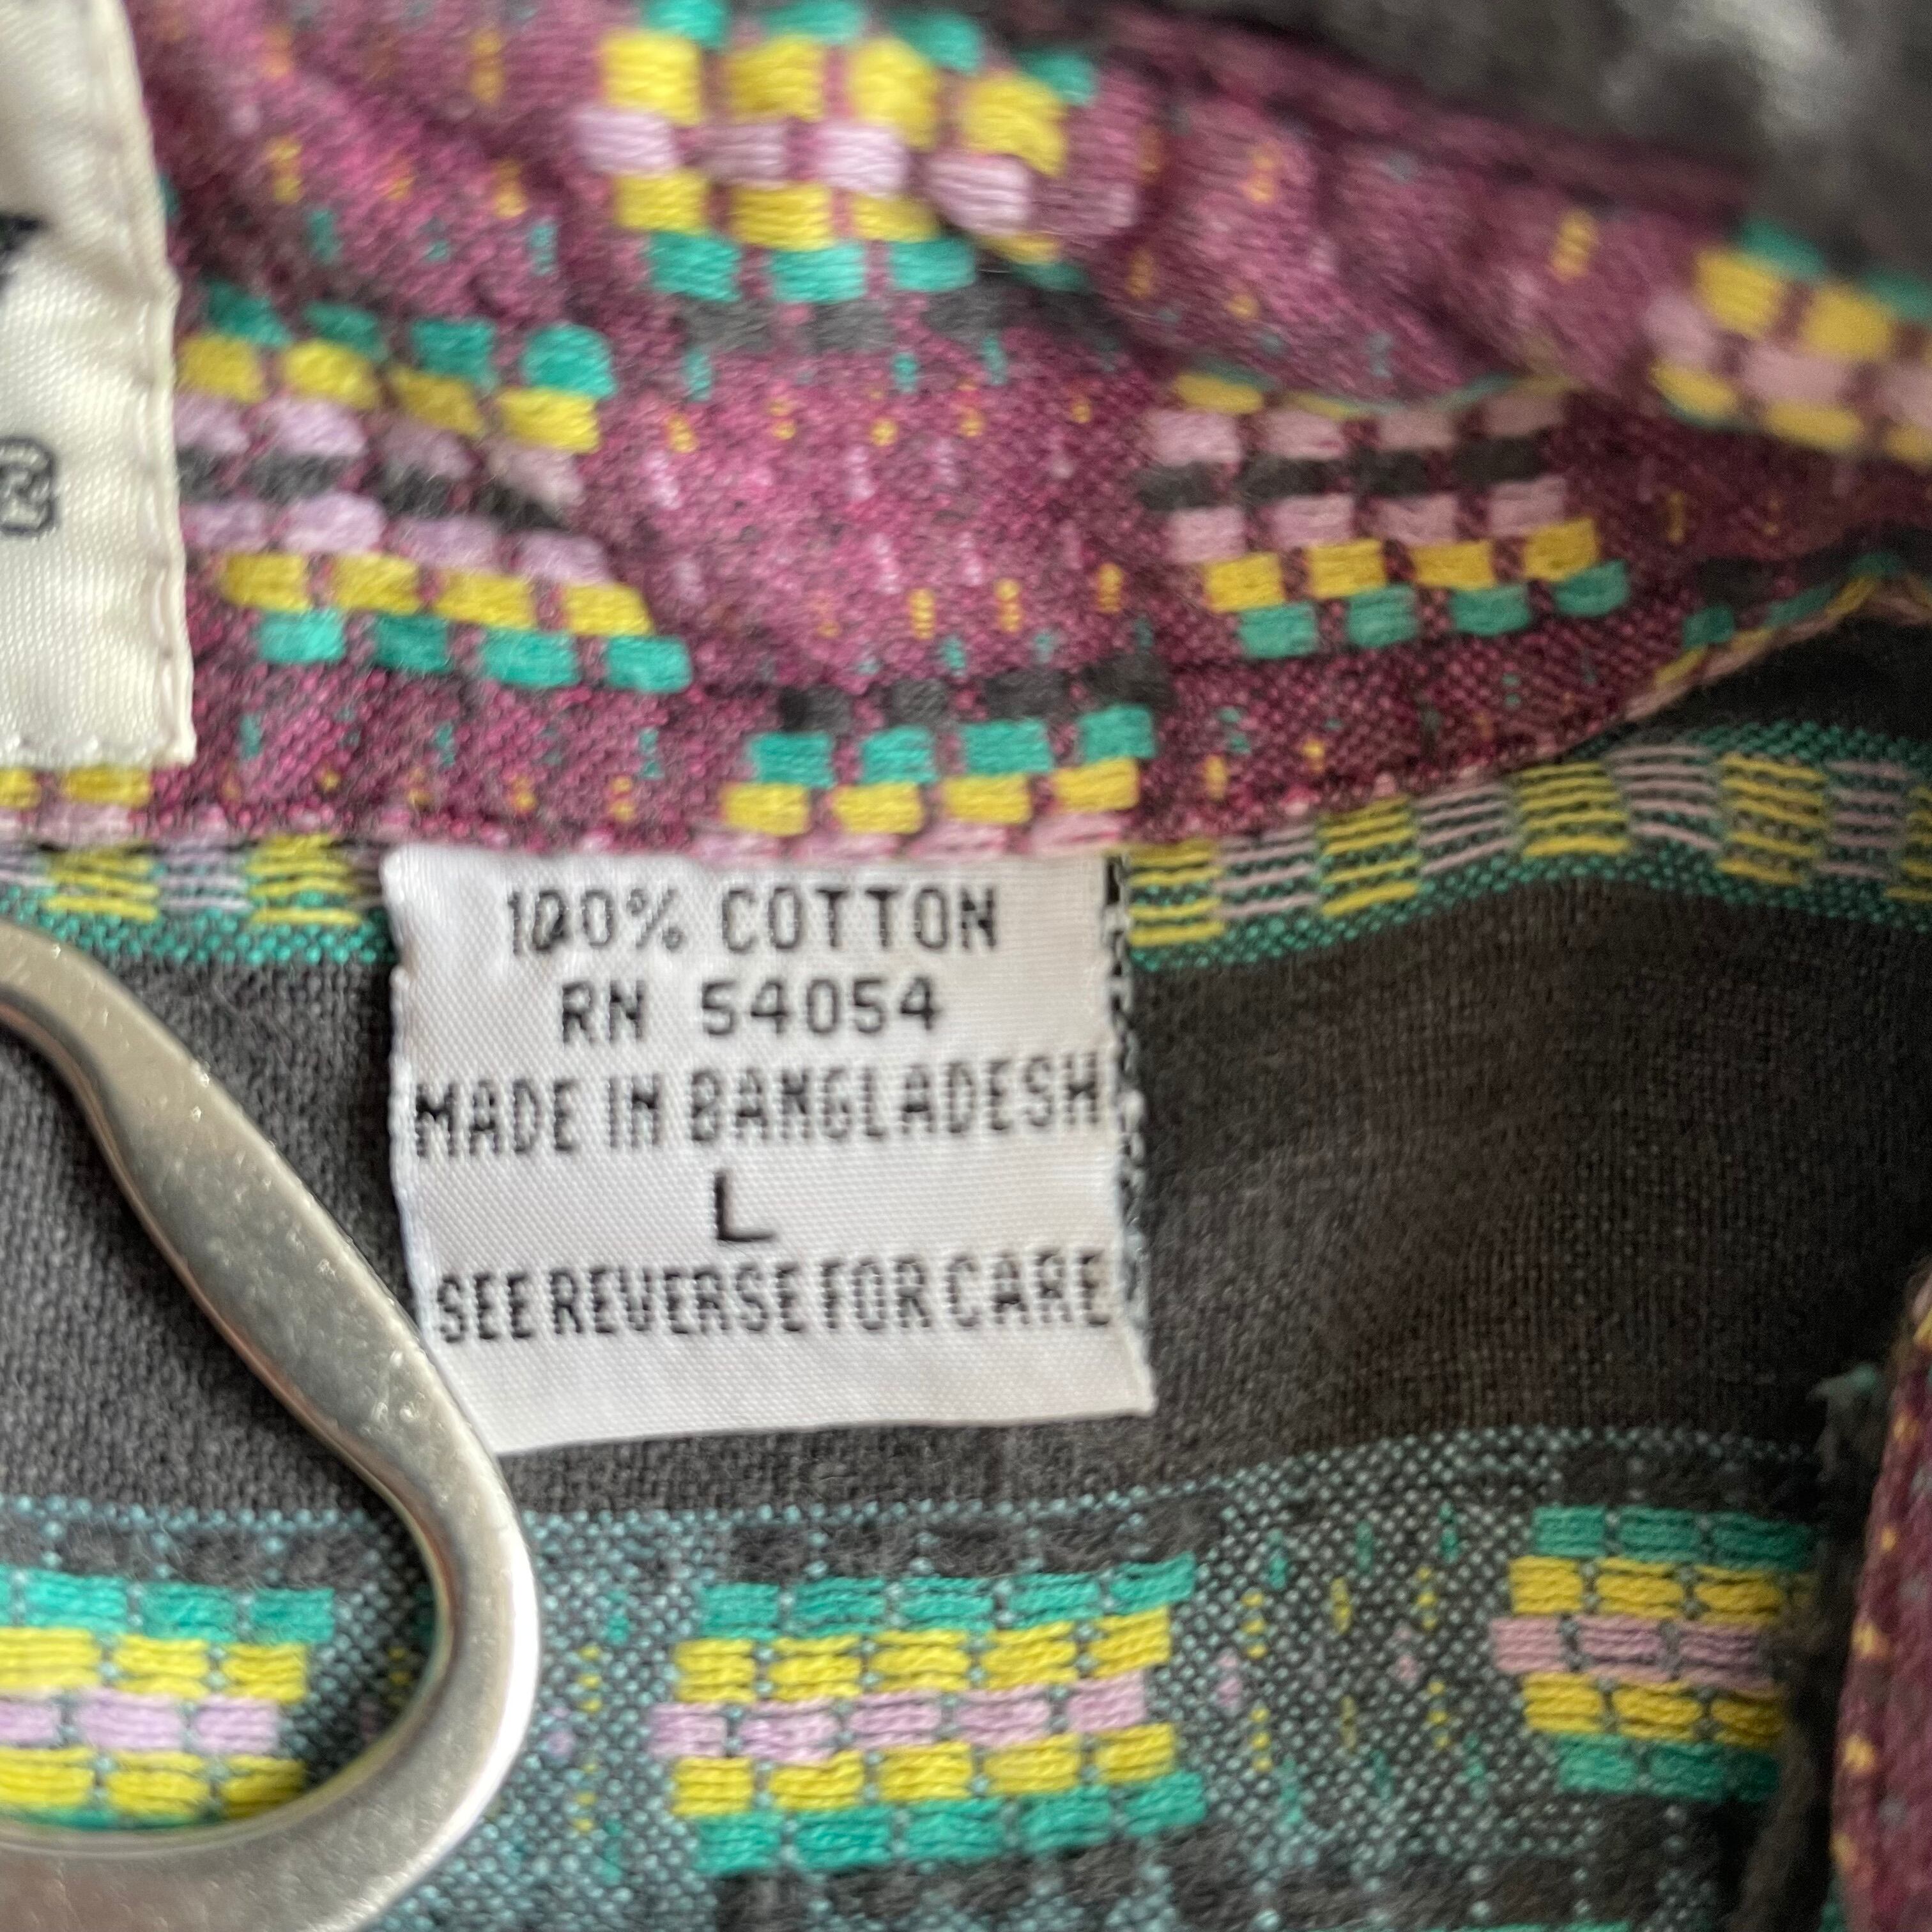 100% COTTON
RN 54054
MADE IN BANGLADESH
L
SEE REVERSE FOR CARE